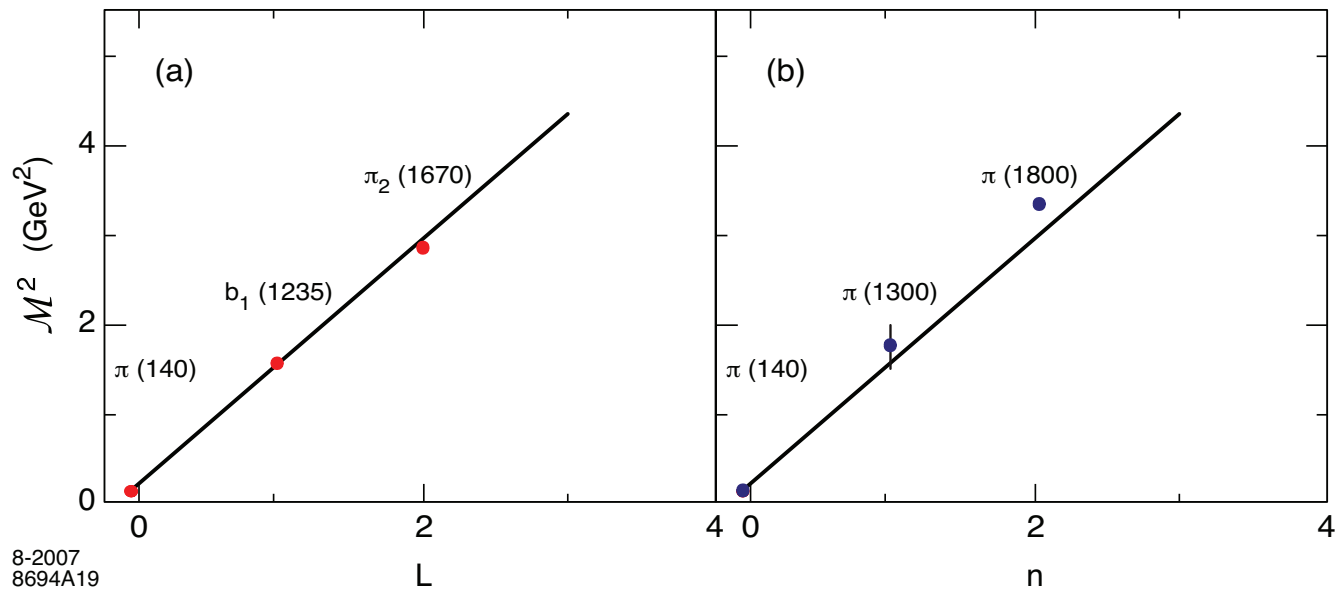 (a)
(b)
ℳ² (GeV²)
4
2
0
π₂ (1670)
b₁ (1235)
π (140)
π (1800)
π (1300)
π (140)
0 2 4
0 2 4
L
n
8-2007
8694A19